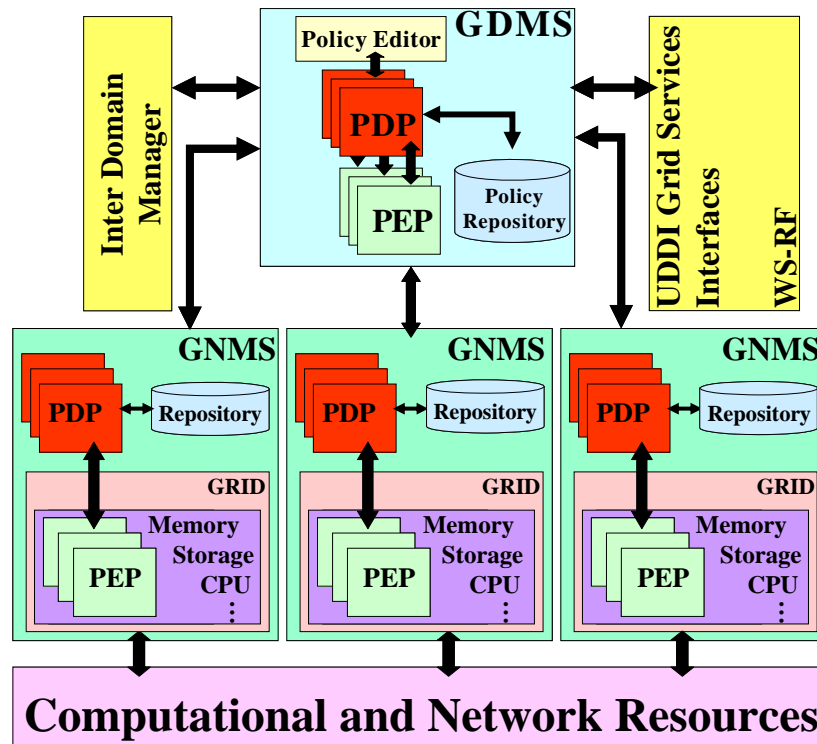 GDMS
Policy Editor
PDP
PEP
Policy
Repository
Inter Domain
Manager
UDDI Grid Services
Interfaces
WS-RF
GNMS
PDP
Repository
GRID
Memory
Storage
CPU
⋮
PEP
GNMS
PDP
Repository
GRID
Memory
Storage
CPU
⋮
PEP
GNMS
PDP
Repository
GRID
Memory
Storage
CPU
⋮
PEP
Computational and Network Resources